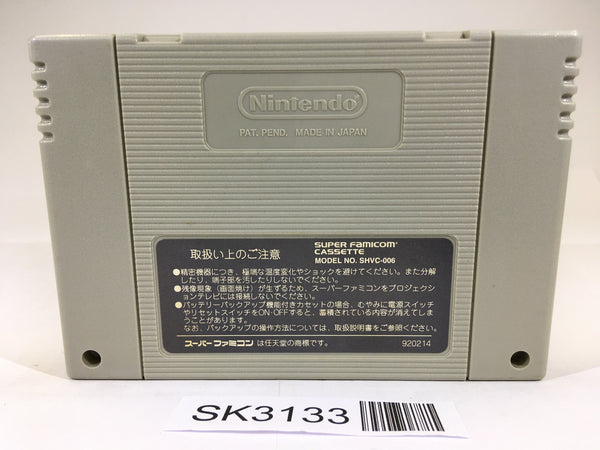 Nintendo
PAT. PEND. MADE IN JAPAN
取扱い上のご注意
SUPER FAMICOM
CASSETTE
MODEL NO. SHVC-006
●精密機器につき、極端な温度変化やショックを避けてください。また分解
したり、端子部を汚したりしないでください。
●残像現象（画面焼け）が生ずるため、スーパーファミコンをプロジェクシ
ョンテレビには接続しないでください。
●バッテリーバックアップ機能付きカセットの場合、むやみに電源スイッチ
やリセットスイッチをON・OFFすると、蓄積されている内容が消えてしま
うことがあります。
なお、バックアップの操作方法については、取扱説明書をご参照ください。
スーパーファミコン は任天堂の商標です。
920214
SK3133